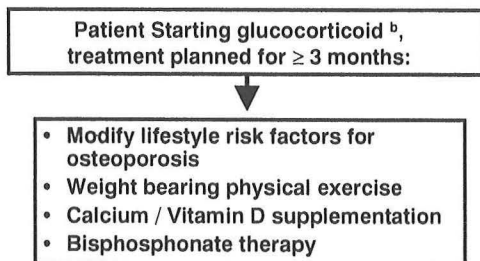 Patient Starting glucocorticoid b,
treatment planned for ≥ 3 months:
• Modify lifestyle risk factors for
osteoporosis
• Weight bearing physical exercise
• Calcium / Vitamin D supplementation
• Bisphosphonate therapy